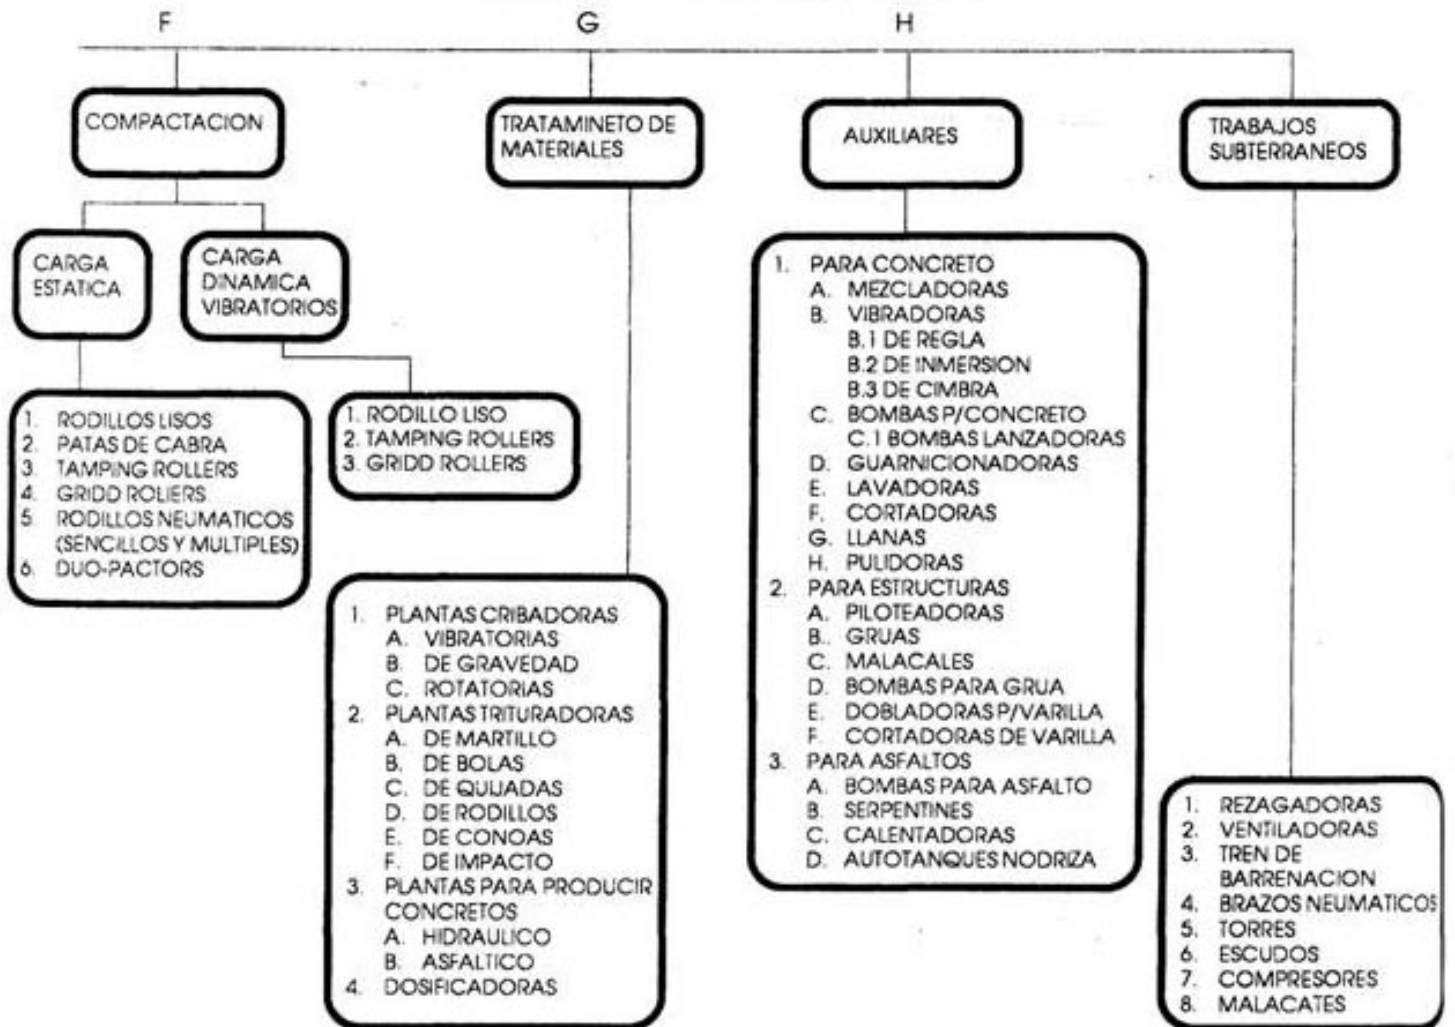 F
G
H
COMPACTACION
TRATAMINETO DE
MATERIALES
AUXILIARES
TRABAJOS
SUBTERRANEOS
CARGA
ESTATICA
CARGA
DINAMICA
VIBRATORIOS
1. RODILLOS LISOS
2. PATAS DE CABRA
3. TAMPING ROLLERS
4. GRIDD ROLLERS
5. RODILLOS NEUMATICOS
(SENCILLOS Y MULTIPLES)
6. DUO-PACTORS
1. RODILLO LISO
2. TAMPING ROLLERS
3. GRIDD ROLLERS
1. PLANTAS CRIBADORAS
A. VIBRATORIAS
B. DE GRAVEDAD
C. ROTATORIAS
2. PLANTAS TRITURADORAS
A. DE MARTILLO
B. DE BOLAS
C. DE QUIJADAS
D. DE RODILLOS
E. DE CONOAS
F. DE IMPACTO
3. PLANTAS PARA PRODUCIR
CONCRETOS
A. HIDRAULICO
B. ASFALTICO
4. DOSIFICADORAS
1. PARA CONCRETO
A. MEZCLADORAS
B. VIBRADORAS
B.1 DE REGLA
B.2 DE INMERSION
B.3 DE CIMBRA
C. BOMBAS P/CONCRETO
C.1 BOMBAS LANZADORAS
D. GUARNICIONADORAS
E. LAVADORAS
F. CORTADORAS
G. LLANAS
H. PULIDORAS
2. PARA ESTRUCTURAS
A. PILOTEADORAS
B.. GRUAS
C. MALACALES
D. BOMBAS PARA GRUA
E. DOBLADORAS P/VARILLA
F. CORTADORAS DE VARILLA
3. PARA ASFALTOS
A. BOMBAS PARA ASFALTO
B. SERPENTINES
C. CALENTADORAS
D. AUTOTANQUES NODRIZA
1. REZAGADORAS
2. VENTILADORAS
3. TREN DE
BARRENACION
4. BRAZOS NEUMATICOS
5. TORRES
6. ESCUDOS
7. COMPRESORES
8. MALACATES